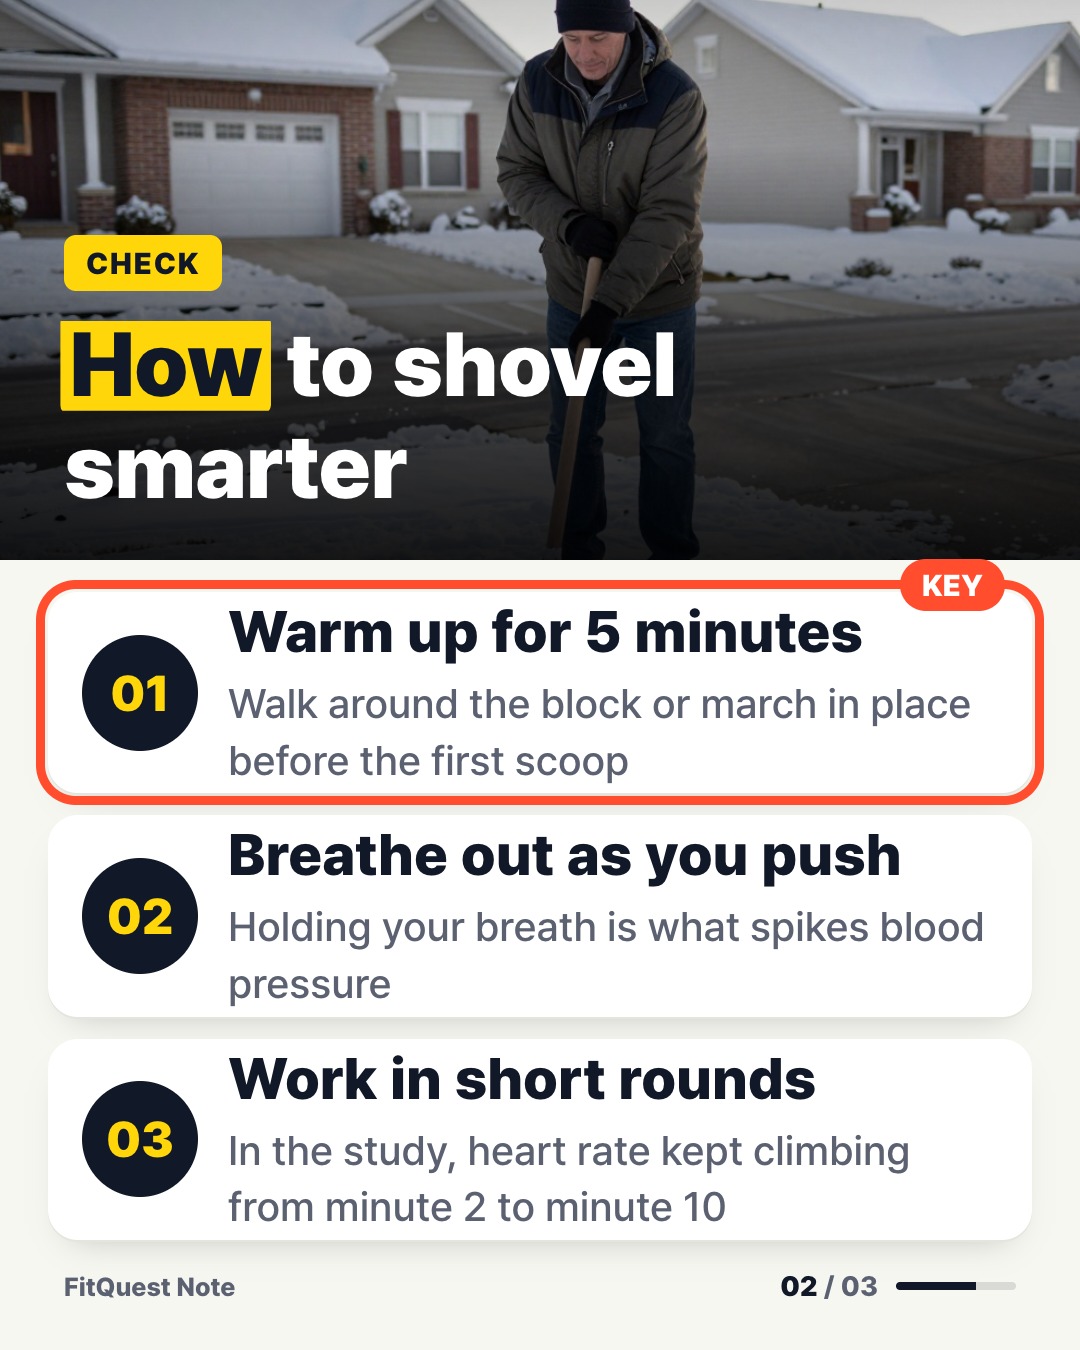 CHECK
How to shovel
smarter
KEY
01
Warm up for 5 minutes
Walk around the block or march in place
before the first scoop
02
Breathe out as you push
Holding your breath is what spikes blood
pressure
03
Work in short rounds
In the study, heart rate kept climbing
from minute 2 to minute 10
FitQuest Note
02 / 03